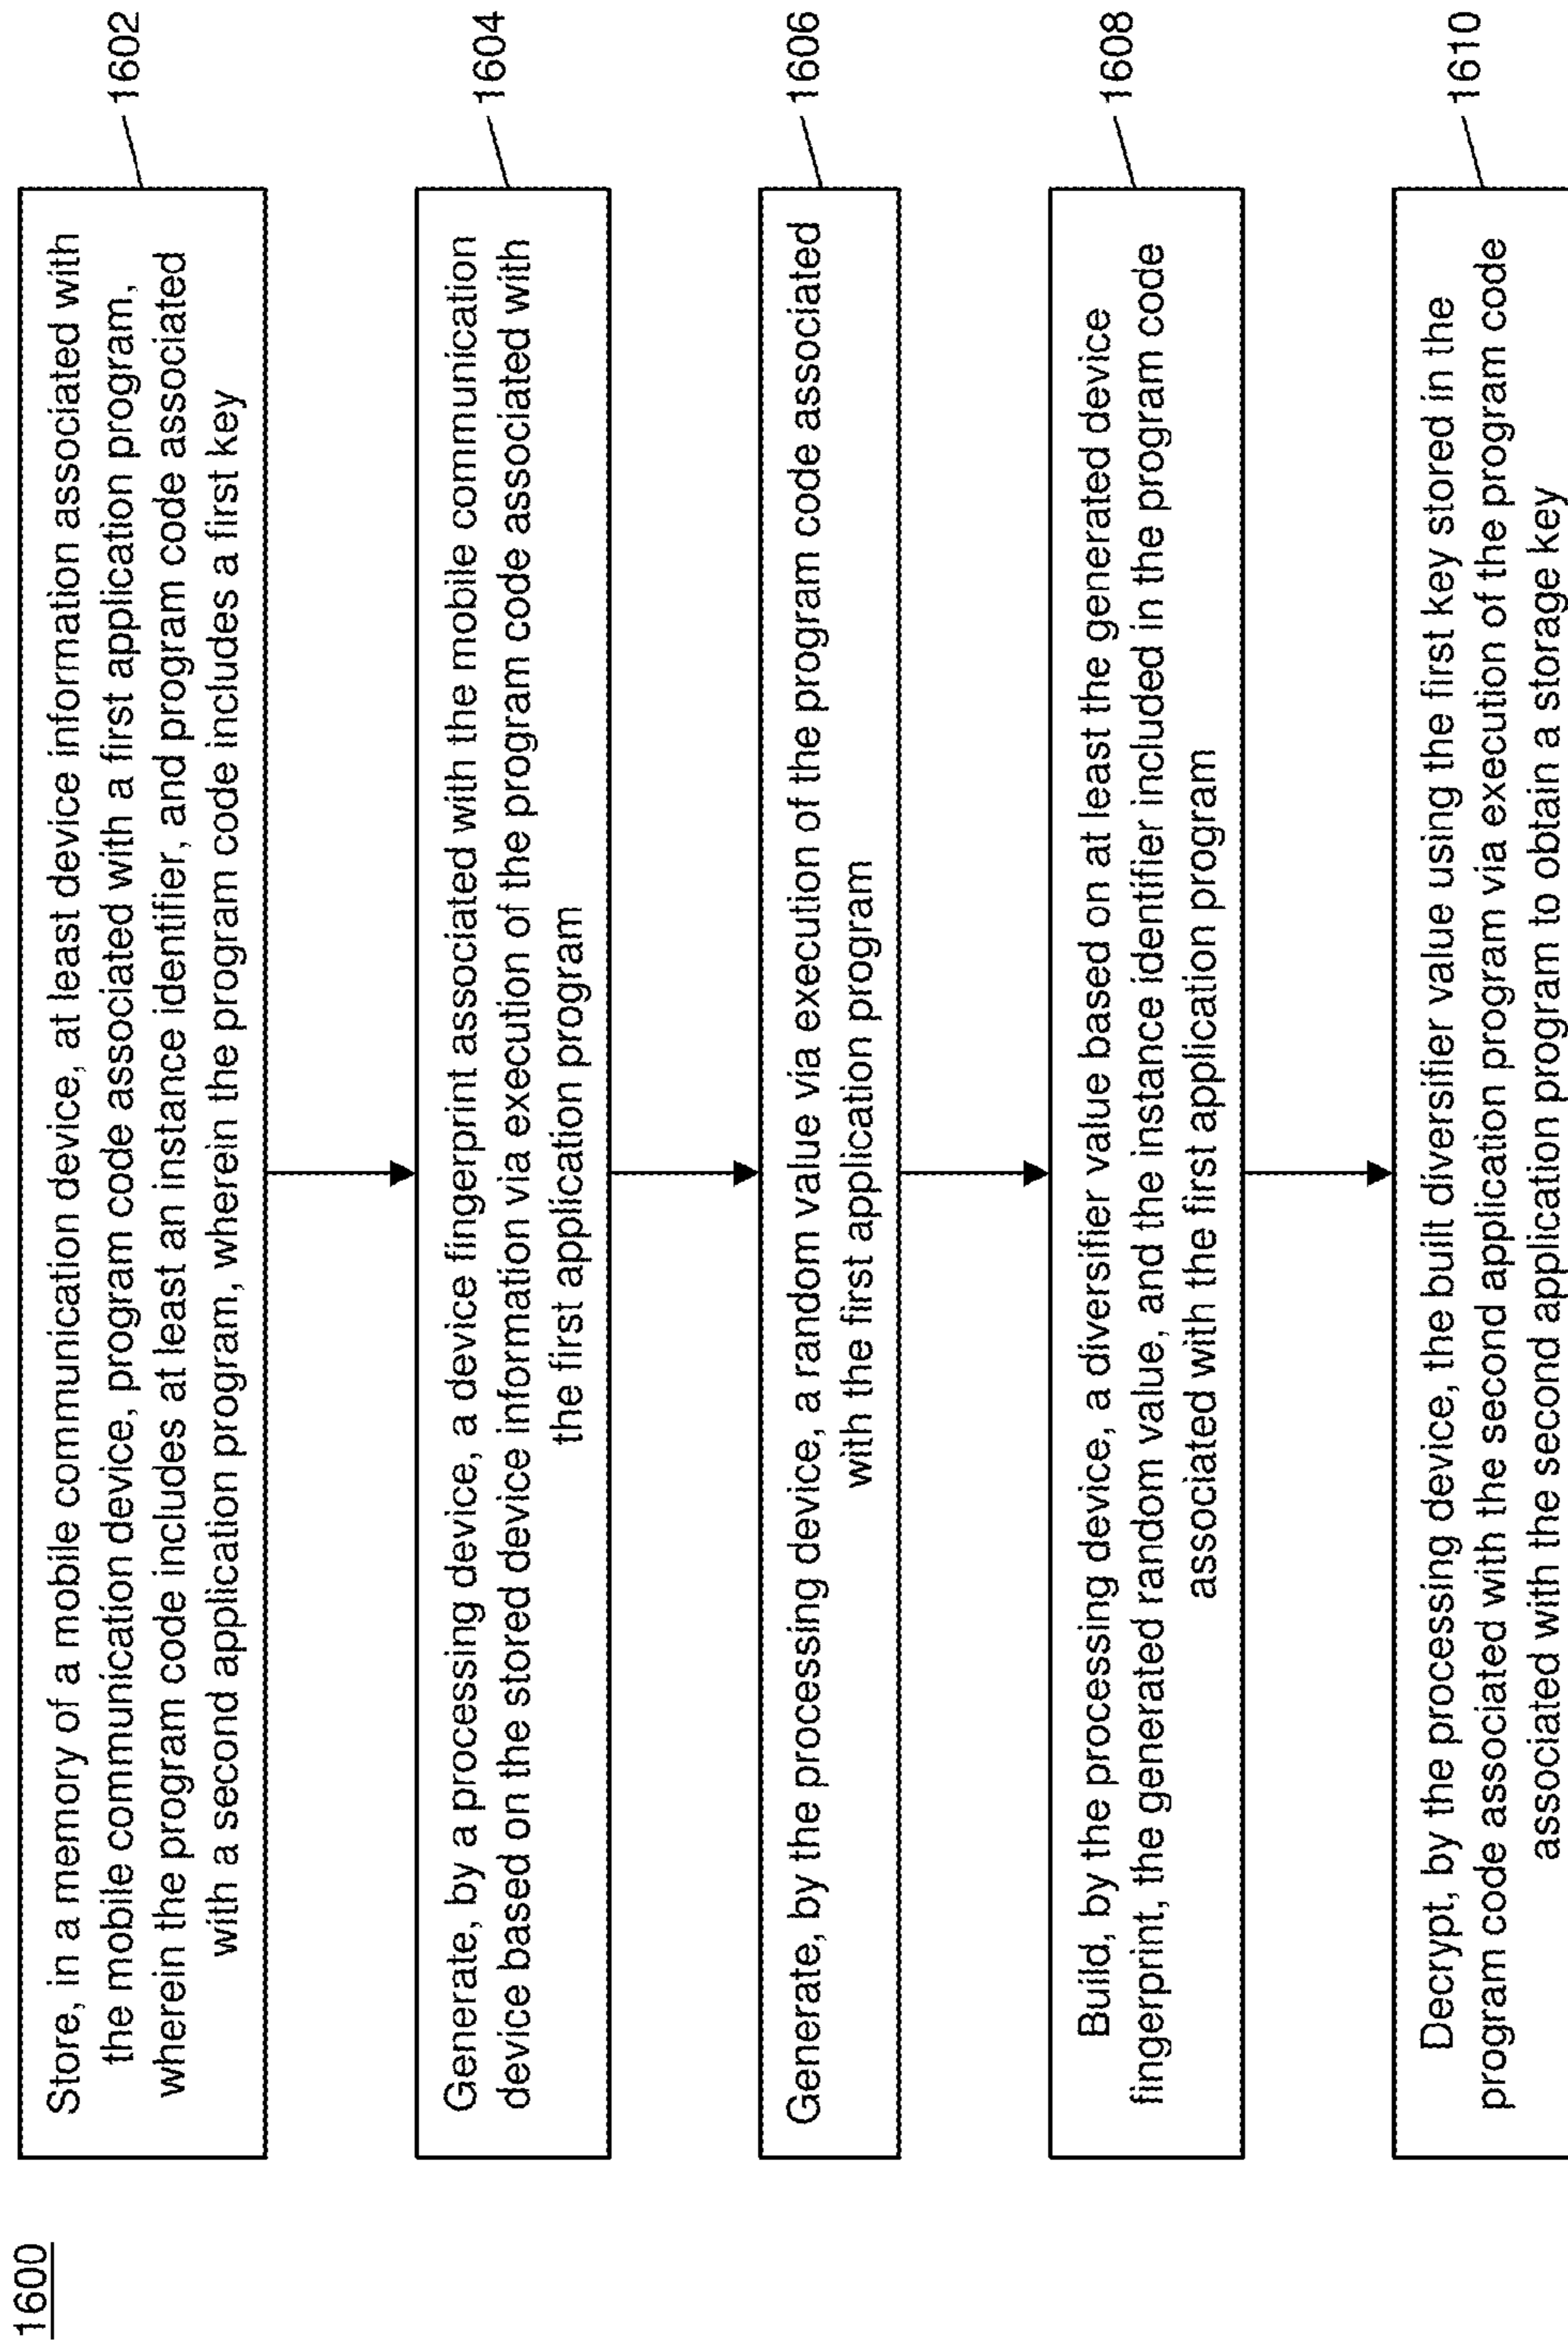 1600
Store, in a memory of a mobile communication device, at least device information associated with
the mobile communication device, program code associated with a first application program,
wherein the program code includes at least an instance identifier, and program code associated
with a second application program, wherein the program code includes a first key
1602
Generate, by a processing device, a device fingerprint associated with the mobile communication
device based on the stored device information via execution of the program code associated with
the first application program
1604
Generate, by the processing device, a random value via execution of the program code associated
with the first application program
1606
Build, by the processing device, a diversifier value based on at least the generated device
fingerprint, the generated random value, and the instance identifier included in the program code
associated with the first application program
1608
Decrypt, by the processing device, the built diversifier value using the first key stored in the
program code associated with the second application program via execution of the program code
associated with the second application program to obtain a storage key
1610